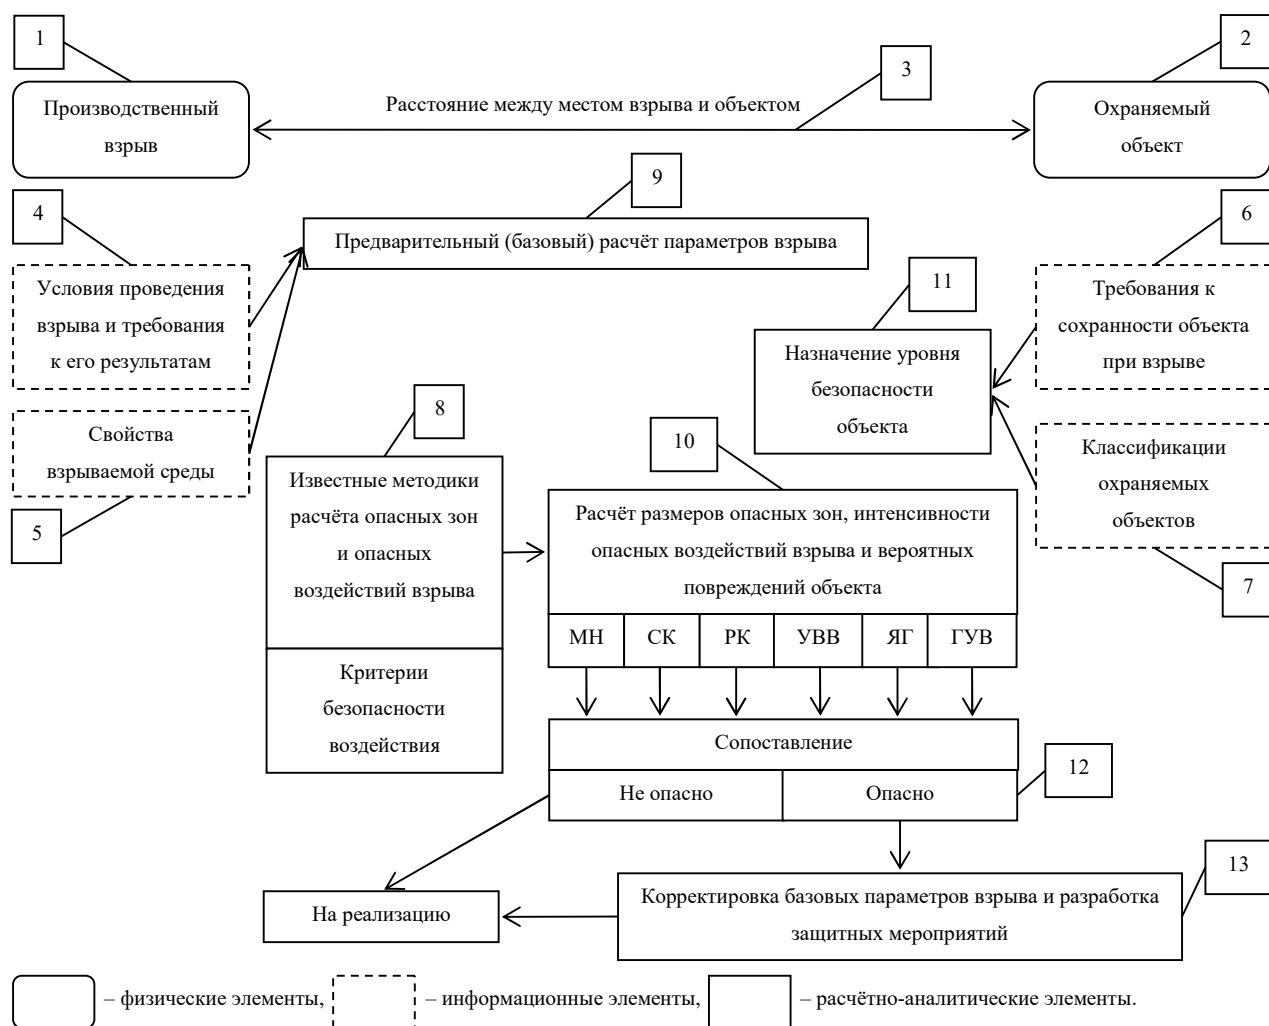 1
2
3
Производственный
взрыв
Расстояние между местом взрыва и объектом
Охраняемый
объект
9
4
6
Предварительный (базовый) расчёт параметров взрыва
Условия проведения
взрыва и требования
к его результатам
11
Требования к
сохранности объекта
при взрыве
Назначение уровня
безопасности
объекта
8
10
Свойства
взрываемой среды
Классификации
охраняемых
объектов
5
7
Известные методики
расчёта опасных зон
и опасных
воздействий взрыва
Расчёт размеров опасных зон, интенсивности
опасных воздействий взрыва и вероятных
повреждений объекта
МН СК РК УВВ ЯГ ГУВ
Критерии
безопасности
воздействия
Сопоставление
12
Не опасно
Опасно
13
На реализацию
Корректировка базовых параметров взрыва и разработка
защитных мероприятий
– физические элементы, – информационные элементы, – расчётно-аналитические элементы.